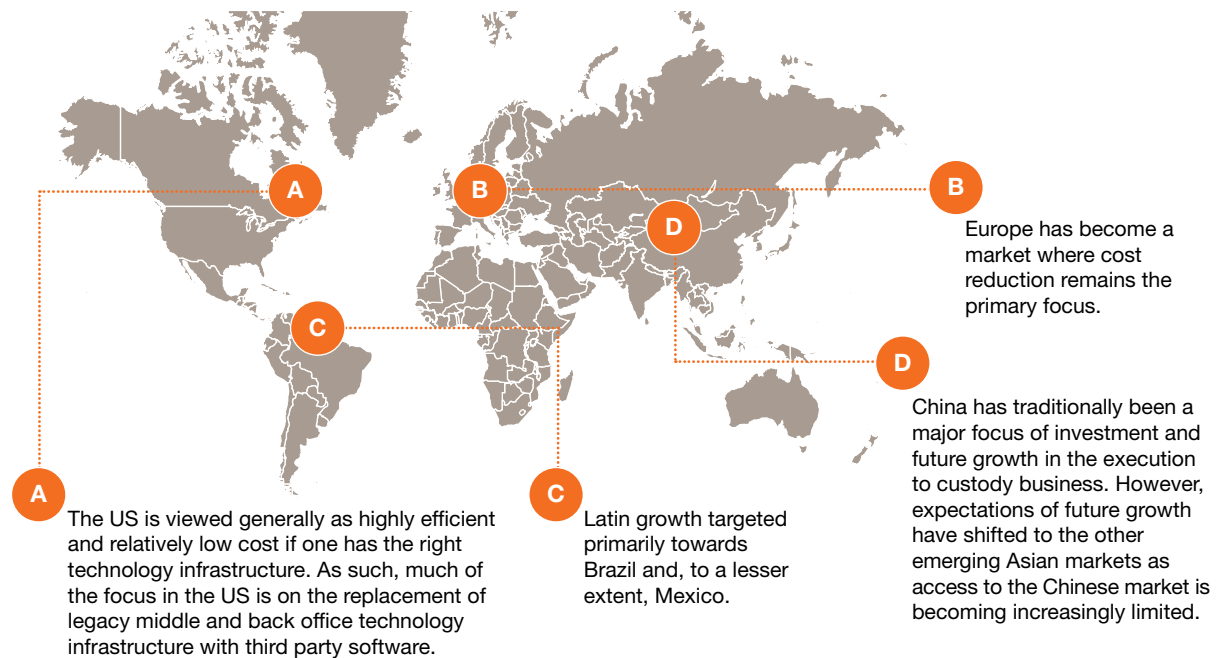 A
B
D
C
B
Europe has become a
market where cost
reduction remains the
primary focus.
D
China has traditionally been a
major focus of investment and
future growth in the execution
to custody business. However,
expectations of future growth
have shifted to the other
emerging Asian markets as
access to the Chinese market is
becoming increasingly limited.
A
The US is viewed generally as highly efficient
and relatively low cost if one has the right
technology infrastructure. As such, much of
the focus in the US is on the replacement of
legacy middle and back office technology
infrastructure with third party software.
C
Latin growth targeted
primarily towards
Brazil and, to a lesser
extent, Mexico.